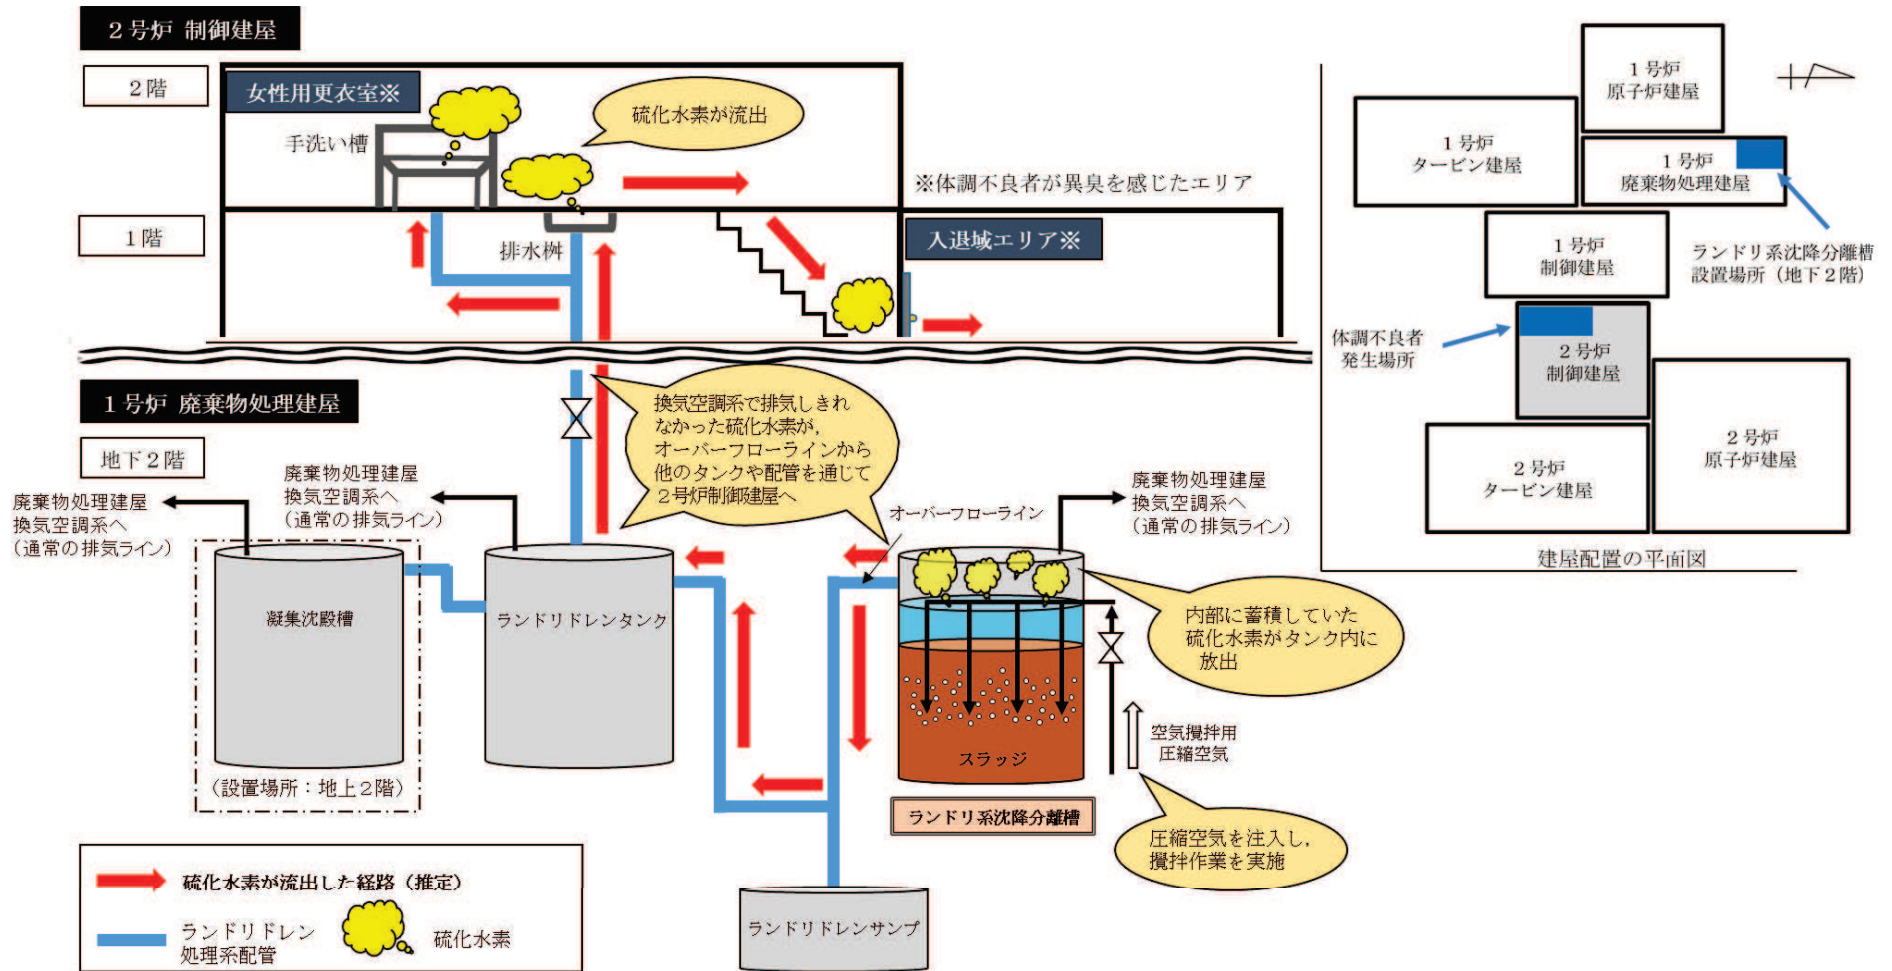 2号炉 制御建屋
2階
女性用更衣室※
手洗い槽
硫化水素が流出
※体調不良者が異臭を感じたエリア
1階
排水桝
入退域エリア※
1号炉 廃棄物処理建屋
地下2階
換気空調系で排気しきれ
なかった硫化水素が,
オーバーフローラインから
他のタンクや配管を通じて
2号炉制御建屋へ
廃棄物処理建屋
換気空調系へ
(通常の排気ライン)
廃棄物処理建屋
換気空調系へ
(通常の排気ライン)
オーバーフローライン
廃棄物処理建屋
換気空調系へ
(通常の排気ライン)
凝集沈殿槽
(設置場所:地上2階)
ランドリドレンタンク
内部に蓄積していた
硫化水素がタンク内に
放出
スラッジ
空気攪拌用
圧縮空気
ランドリ系沈降分離槽
圧縮空気を注入し,
攪拌作業を実施
ランドリドレンサンプ
硫化水素が流出した経路(推定)
ランドリドレン
処理系配管
硫化水素
1号炉
原子炉建屋
1号炉
タービン建屋
1号炉
廃棄物処理建屋
1号炉
制御建屋
ランドリ系沈降分離槽
設置場所(地下2階)
体調不良者
発生場所
2号炉
制御建屋
2号炉
タービン建屋
2号炉
原子炉建屋
建屋配置の平面図